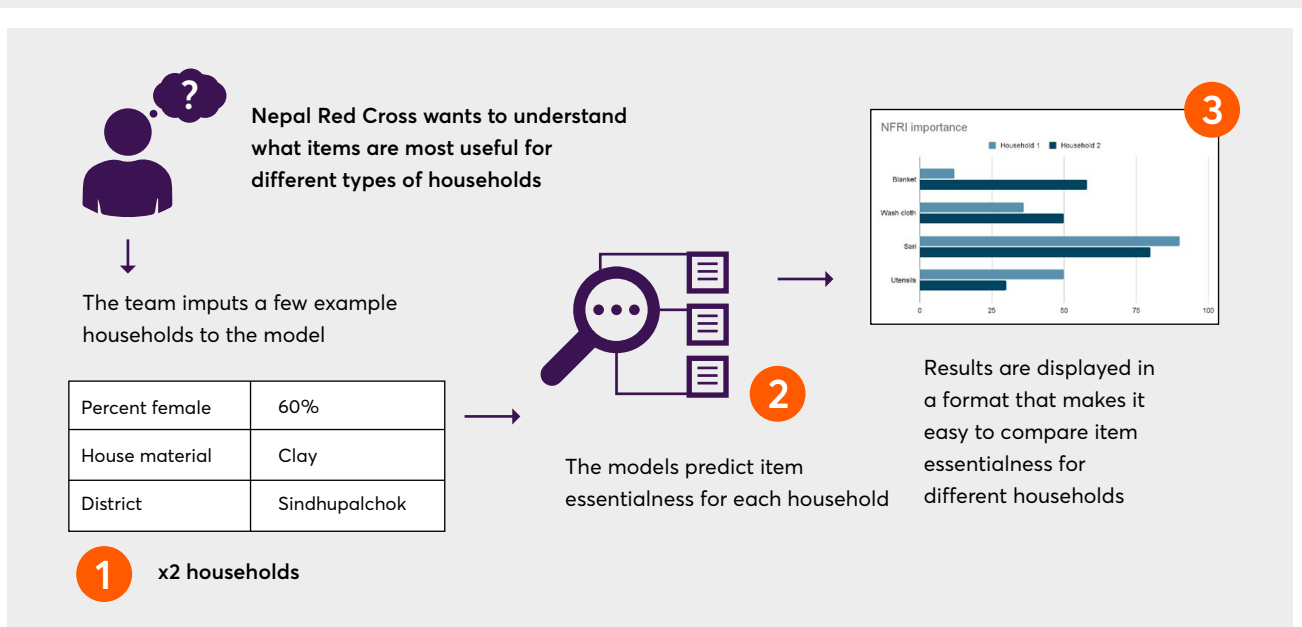 ?
Nepal Red Cross wants to understand
what items are most useful for
different types of households
The team imputs a few example
households to the model
Percent female 60%
House material Clay
District Sindhupalchok
1
x2 households
2
The models predict item
essentialness for each household
3
NFRI importance
Household 1 Household 2
Blanket
Wash cloth
Sari
Utensils
0 25 50 75 100
Results are displayed in
a format that makes it
easy to compare item
essentialness for
different households